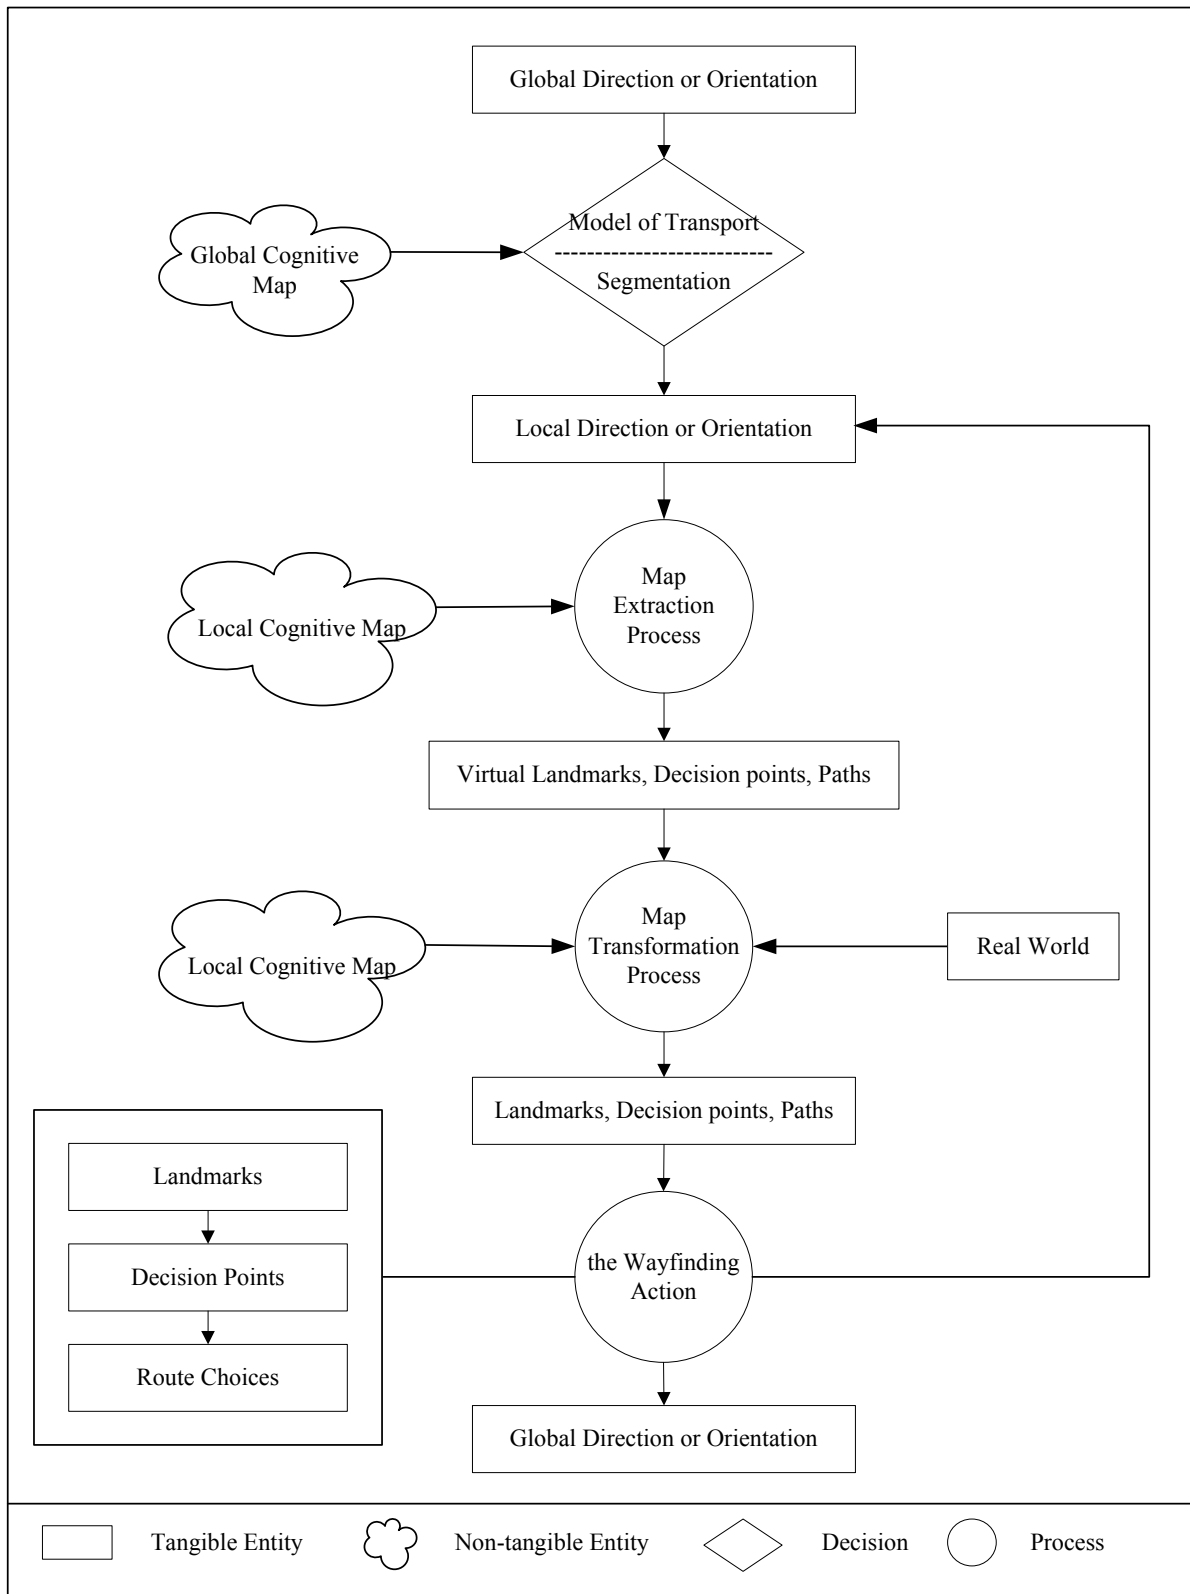 Global Direction or Orientation
Model of Transport
---------------------------
Segmentation
Global Cognitive
Map
Local Direction or Orientation
Map
Extraction
Process
Local Cognitive Map
Virtual Landmarks, Decision points, Paths
Map
Transformation
Process
Local Cognitive Map
Real World
Landmarks, Decision points, Paths
Landmarks
Decision Points
Route Choices
the Wayfinding
Action
Global Direction or Orientation
Tangible Entity
Non-tangible Entity
Decision
Process